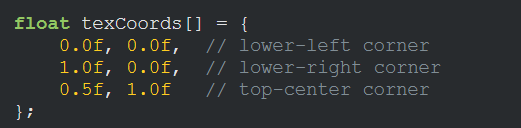 float texCoords[] = {
    0.0f, 0.0f,  // lower-left corner
    1.0f, 0.0f,  // lower-right corner
    0.5f, 1.0f   // top-center corner
};